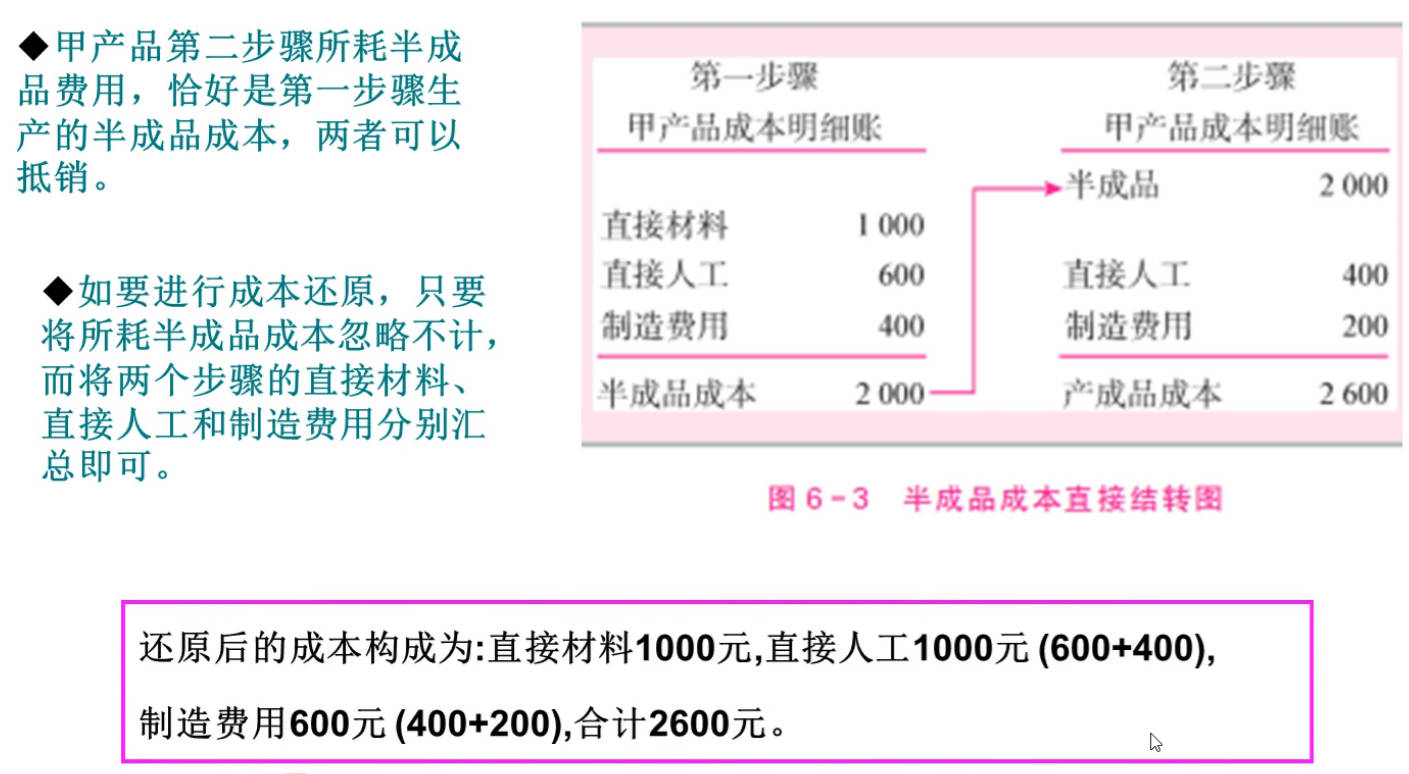 ◆甲产品第二步骤所耗半成
品费用，恰好是第一步骤生
产的半成品成本，两者可以
抵销。
◆如要进行成本还原，只要
将所耗半成品成本忽略不计，
而将两个步骤的直接材料、
直接人工和制造费用分别汇
总即可。
第一步骤
甲产品成本明细账
直接材料 1 000
直接人工 600
制造费用 400
半成品成本 2 000
第二步骤
甲产品成本明细账
半成品 2 000
直接人工 400
制造费用 200
产成品成本 2 600
图 6-3 半成品成本直接结转图
还原后的成本构成为:直接材料1000元,直接人工1000元 (600+400),
制造费用600元 (400+200),合计2600元。